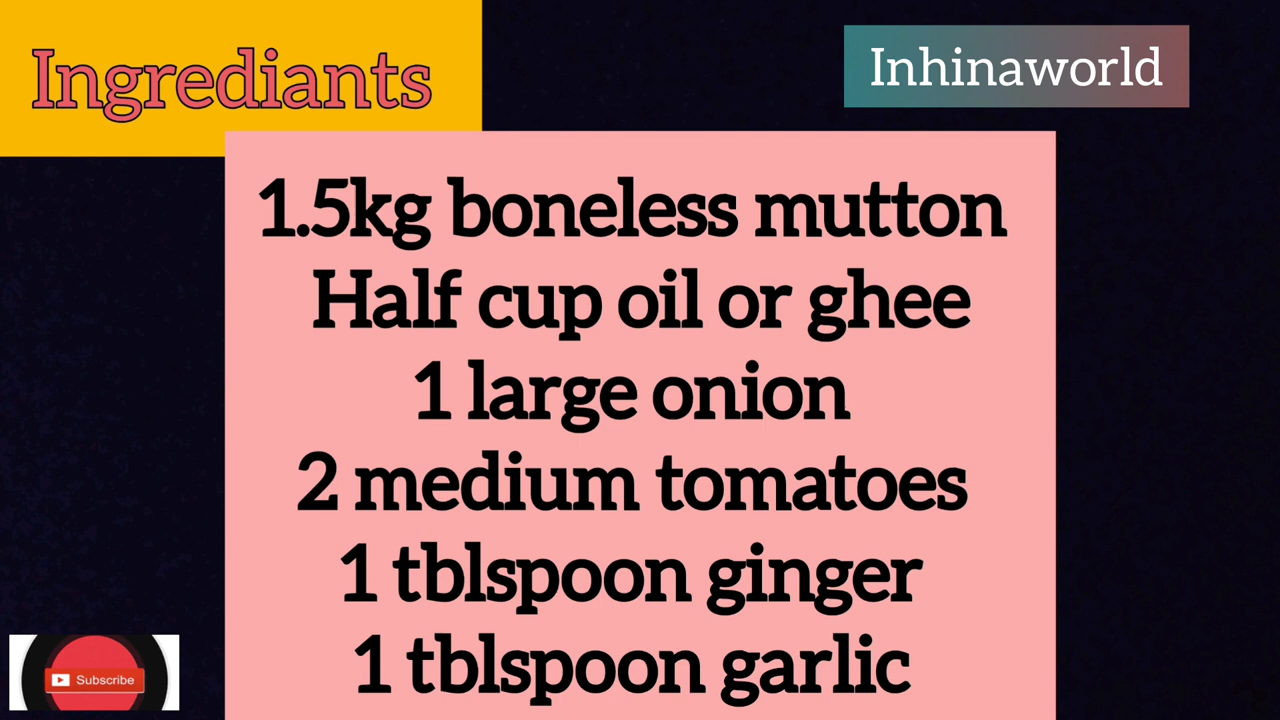 Ingrediants
Inhinaworld
1.5kg boneless mutton
Half cup oil or ghee
1 large onion
2 medium tomatoes
1 tblspoon ginger
1 tblspoon garlic
Subscribe